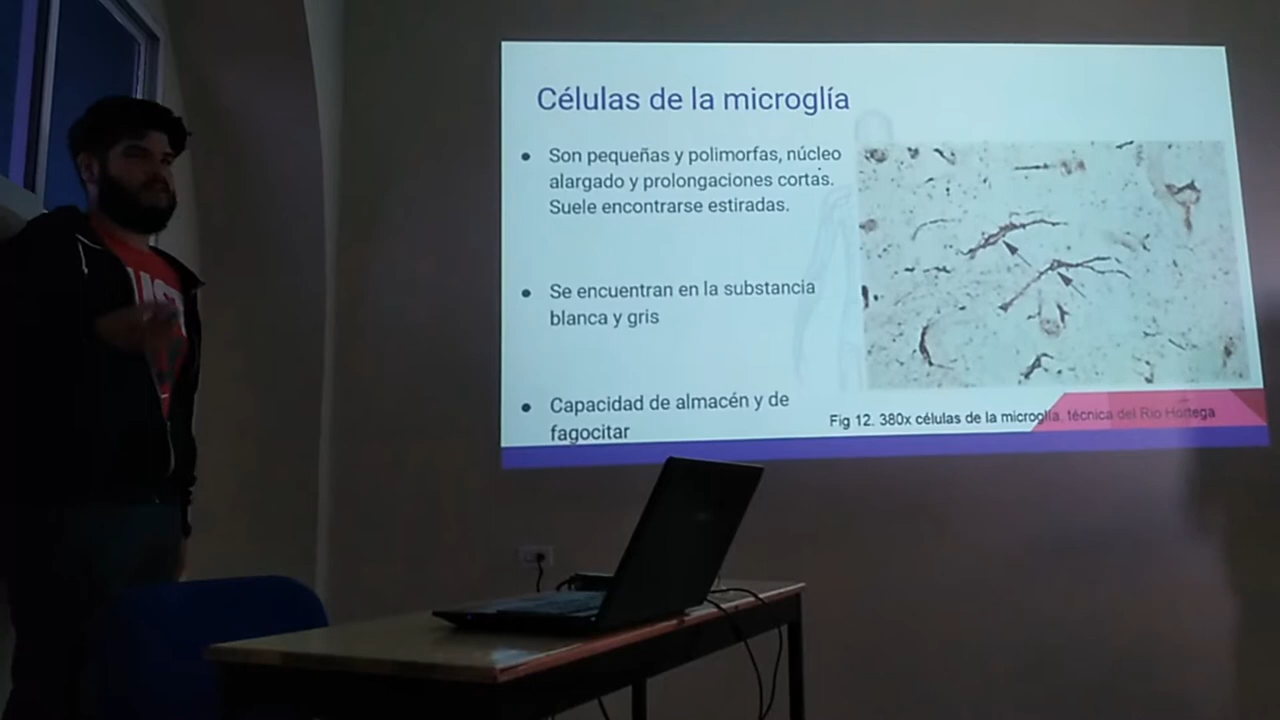 Células de la microglía
Son pequeñas y polimorfas, núcleo
alargado y prolongaciones cortas.
Suele encontrarse estiradas.
Se encuentran en la substancia
blanca y gris
Capacidad de almacén y de
fagocitar
Fig 12. 380x células de la microglía, técnica del Rio Hortega